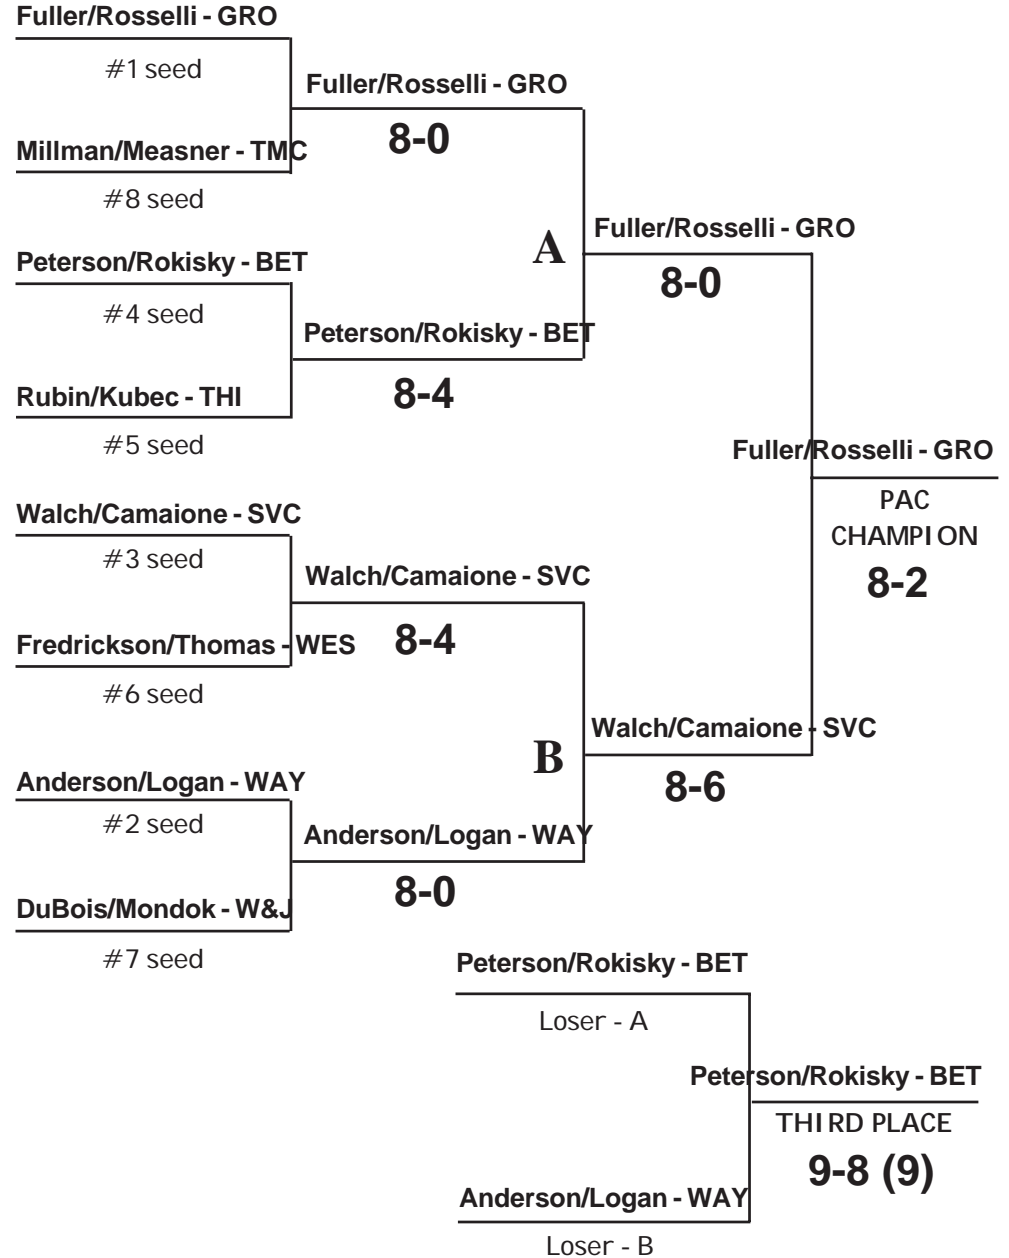 Fuller/Rosselli - GRO
#1 seed
Fuller/Rosselli - GRO
8-0
Millman/Measner - TMC
#8 seed
Fuller/Rosselli - GRO
A
8-0
Peterson/Rokisky - BET
#4 seed
Peterson/Rokisky - BET
8-4
Rubin/Kubec - THI
#5 seed
Fuller/Rosselli - GRO
PAC
CHAMPION
8-2
Walch/Camaione - SVC
#3 seed
Walch/Camaione - SVC
8-4
Fredrickson/Thomas - WES
#6 seed
Walch/Camaione - SVC
B
8-6
Anderson/Logan - WAY
#2 seed
Anderson/Logan - WAY
8-0
DuBois/Mondok - W&J
#7 seed
Peterson/Rokisky - BET
Loser - A
Peterson/Rokisky - BET
THIRD PLACE
9-8 (9)
Anderson/Logan - WAY
Loser - B